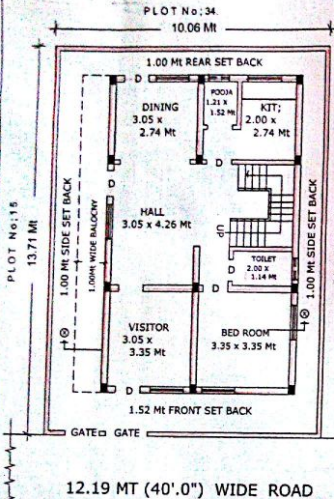 PLOT No;34.
10.06 Mt
1.00 Mt REAR SET BACK
D
POOJA
1.21 x
1.52 Mt
KIT;
2.00 x
2.74 Mt
DINING
3.05 x
2.74 Mt
D
D
D
PLOT No;15
13.71 Mt
1.00 Mt SIDE SET BACK
1.00Mt WIDE BALOCNY
HALL
3.05 x 4.26 Mt
UP
1.00 Mt SIDE SET BACK
TOILET
2.00 x
1.14 Mt
D
D
VISITOR
3.05 x
3.35 Mt
BED ROOM
3.35 x 3.35 Mt
D
1.52 Mt FRONT SET BACK
GATE GATE
12.19 MT (40'.0") WIDE ROAD